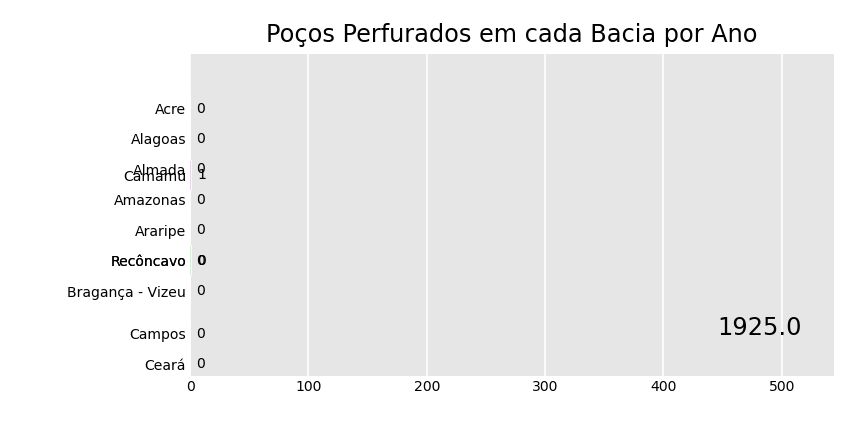 Poços Perfurados em cada Bacia por Ano
Acre 0
Alagoas 0
Almada 0
Camamu 1
Amazonas 0
Araripe 0
Recôncavo 0
Bragança - Vizeu 0
1925.0
Campos 0
Ceará 0
0 100 200 300 400 500